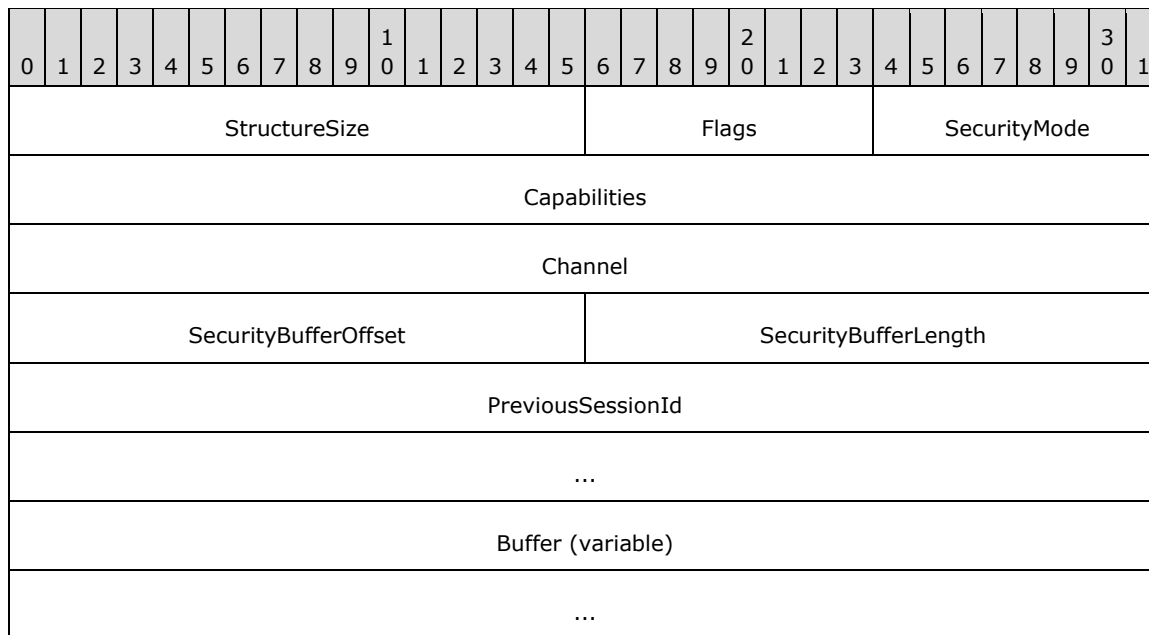 1 2 3
0 1 2 3 4 5 6 7 8 9 0 1 2 3 4 5 6 7 8 9 0 1 2 3 4 5 6 7 8 9 0 1
StructureSize Flags SecurityMode
Capabilities
Channel
SecurityBufferOffset SecurityBufferLength
PreviousSessionId
...
Buffer (variable)
...